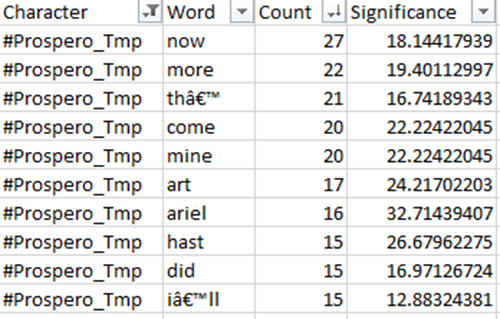 Character Word Count Significance
#Prospero_Tmp now 27 18.14417939
#Prospero_Tmp more 22 19.40112997
#Prospero_Tmp thâ€™ 21 16.74189343
#Prospero_Tmp come 20 22.22422045
#Prospero_Tmp mine 20 22.22422045
#Prospero_Tmp art 17 24.21702203
#Prospero_Tmp ariel 16 32.71439407
#Prospero_Tmp hast 15 26.67962275
#Prospero_Tmp did 15 16.97126724
#Prospero_Tmp iâ€™ll 15 12.88324381